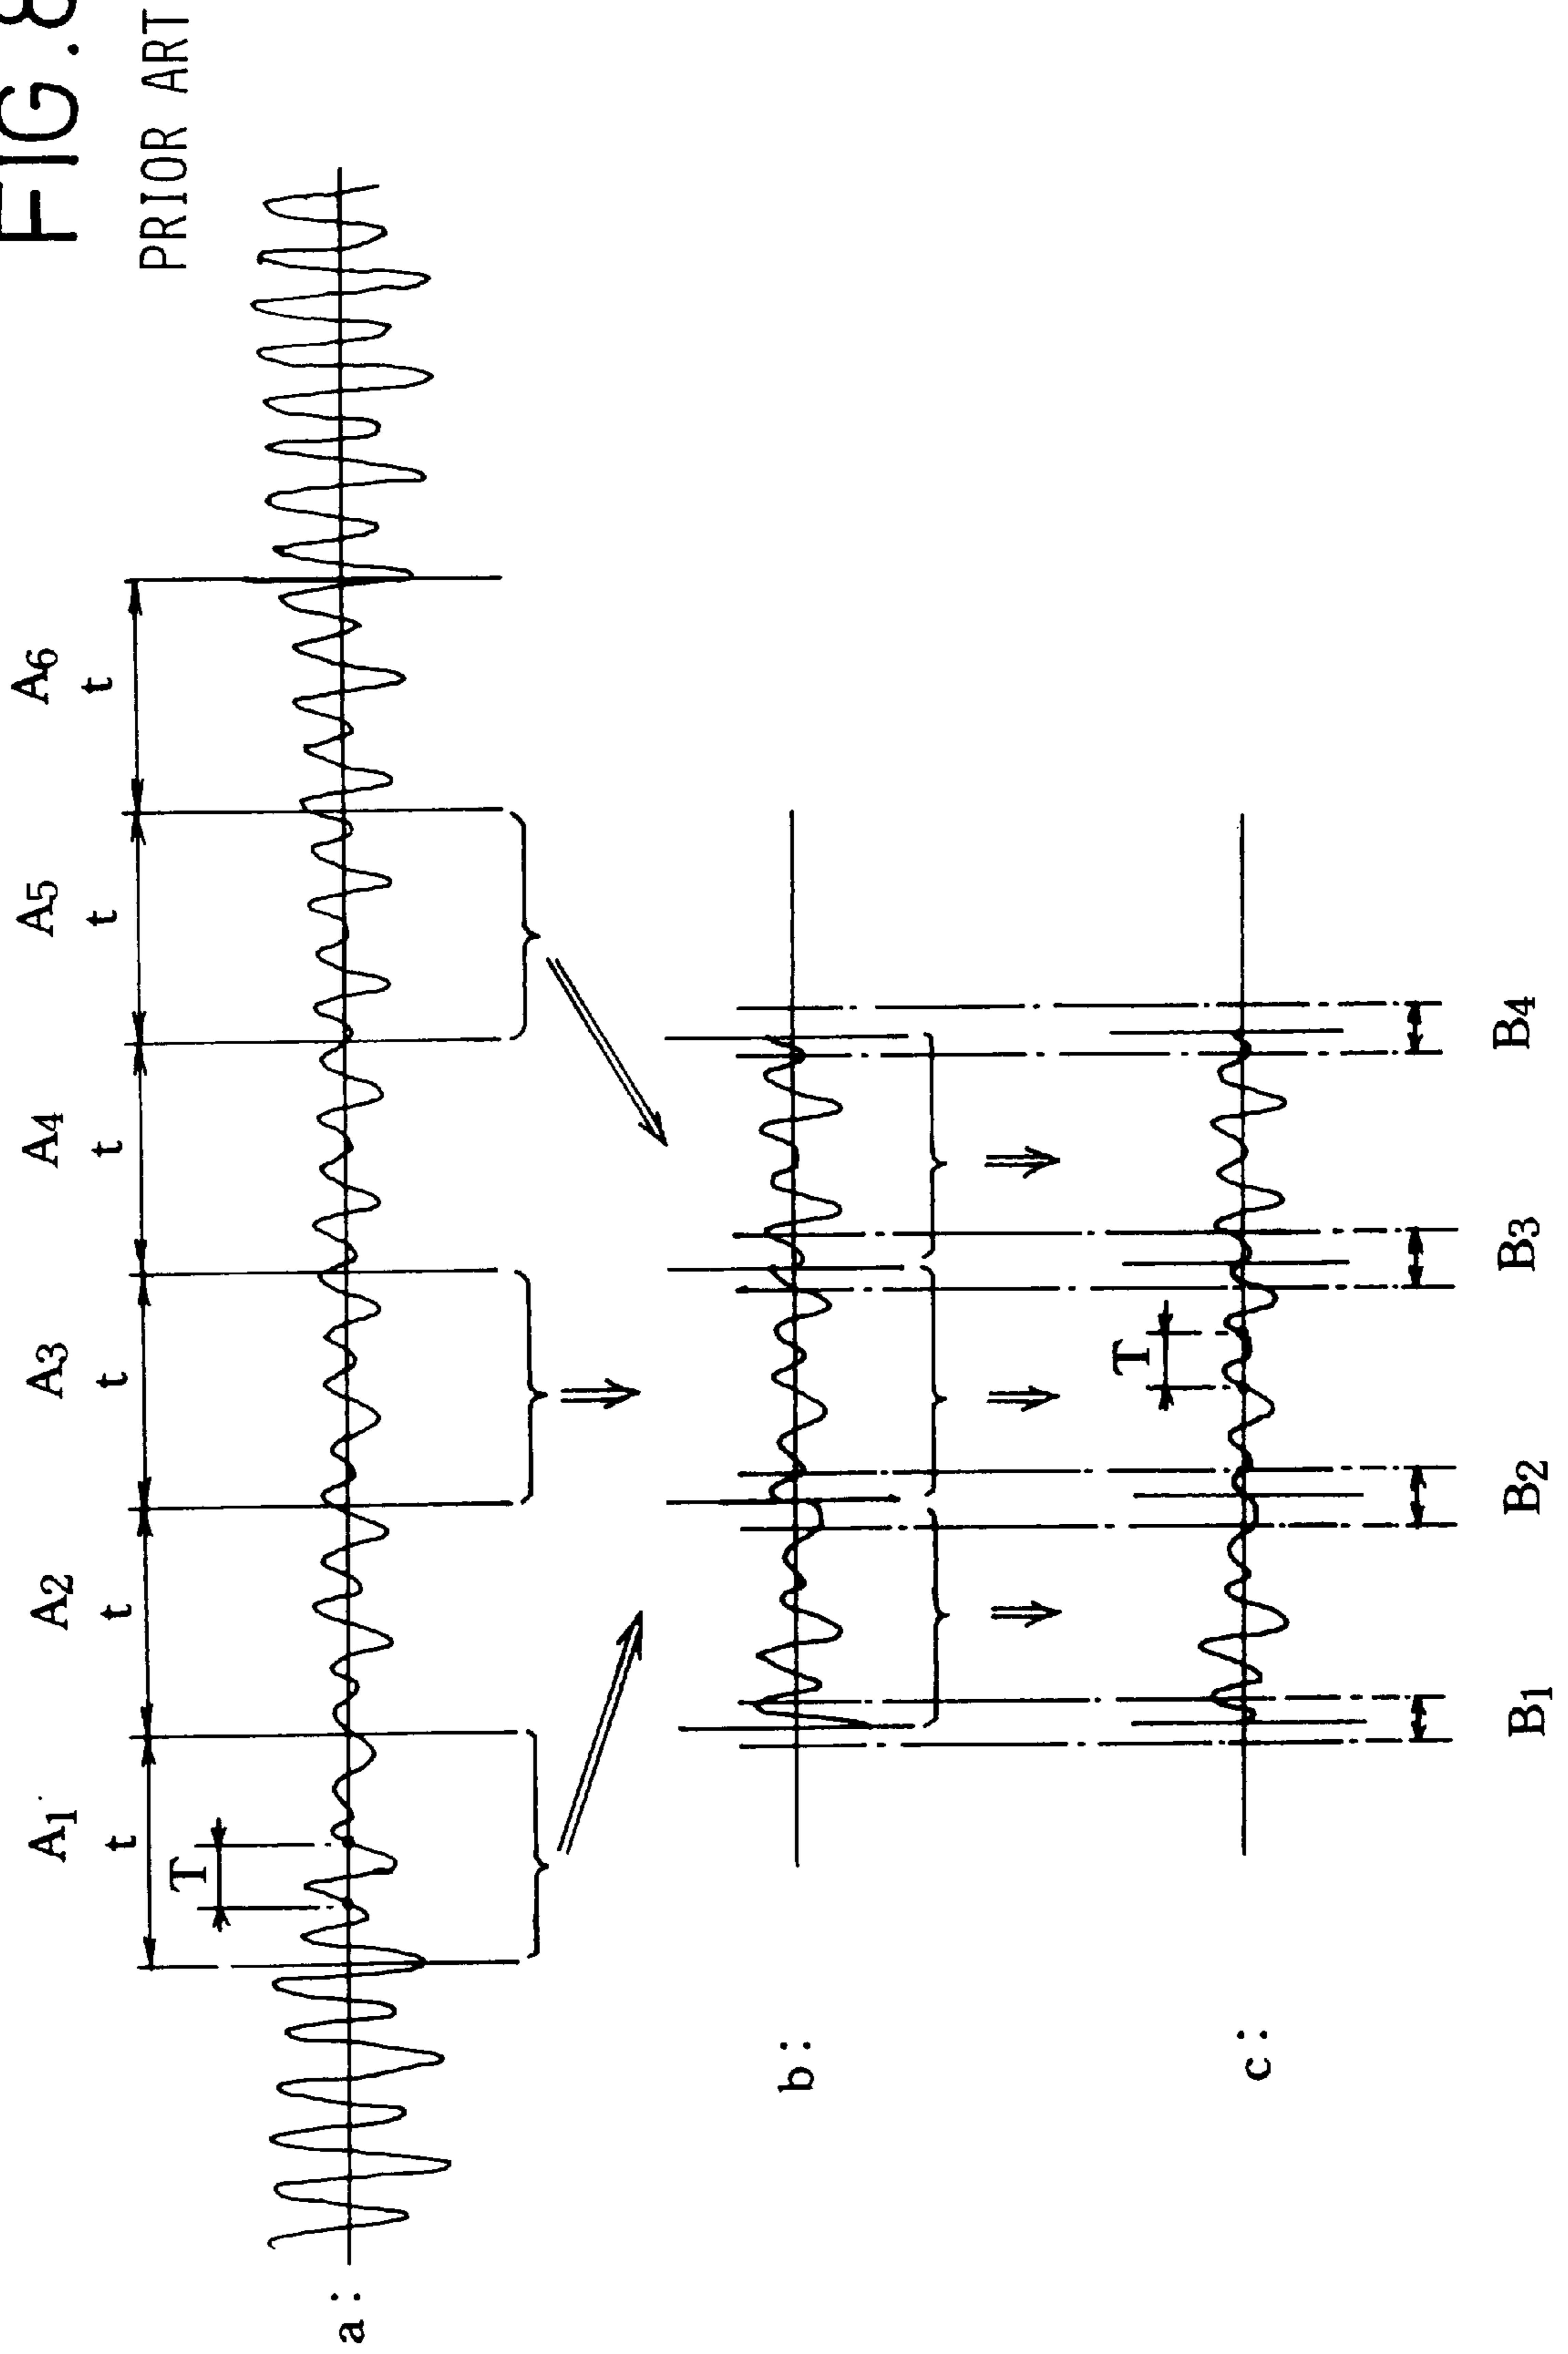 FIG.8
PRIOR ART
A1 A2 A3 A4 A5 A6
t t t t t t
T
a:
b:
T
c:
B1 B2 B3 B4